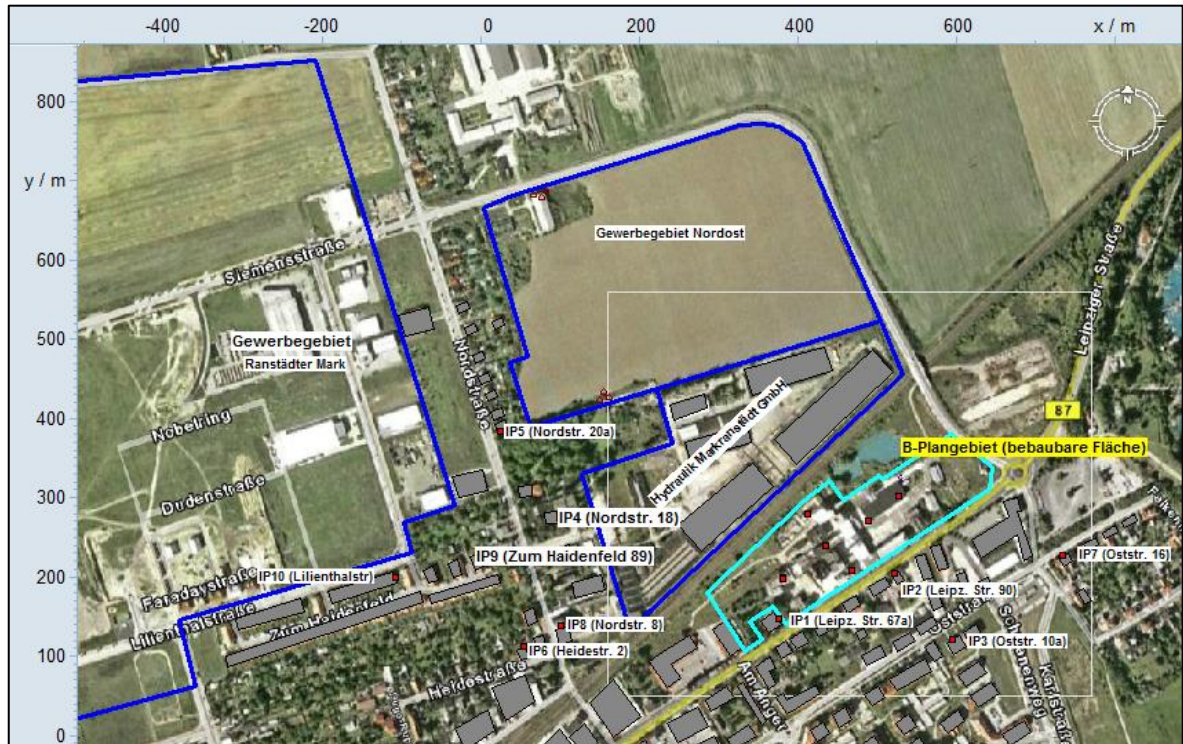 -400 -200 0 200 400 600 x / m
800
y / m
600
500
400
300
200
100
0
N
Siemensstraße
Gewerbegebiet Nordost
Leipziger Straße
Gewerbegebiet
Ranstädter Mark
Nordstraße
Nobelring
Hydraulik Markranstädt GmbH
87
IP5 (Nordstr. 20a)
B-Plangebiet (bebaubare Fläche)
Dudenstraße
IP4 (Nordstr. 18)
IP9 (Zum Haidenfeld 89)
IP7 (Oststr. 16)
Faradaystraße
IP10 (Lilienthalstr)
IP2 (Leipz. Str. 90)
Lilienthalstraße
IP1 (Leipz. Str. 67a)
IP8 (Nordstr. 8)
IP3 (Oststr. 10a)
IP6 (Heidestr. 2)
Heidestraße
Am Anger